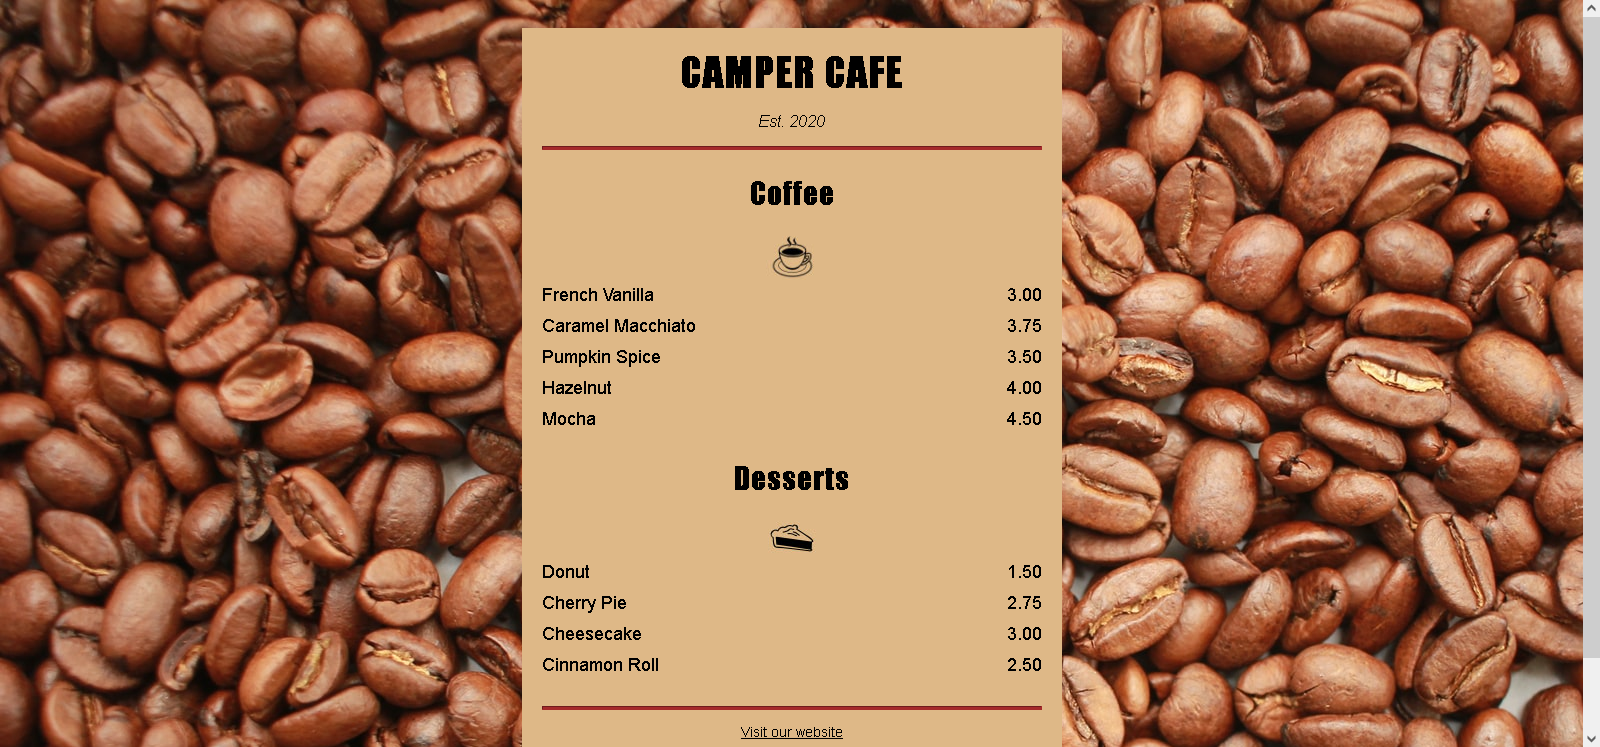 CAMPER CAFE
Est. 2020
Coffee
French Vanilla 3.00
Caramel Macchiato 3.75
Pumpkin Spice 3.50
Hazelnut 4.00
Mocha 4.50
Desserts
Donut 1.50
Cherry Pie 2.75
Cheesecake 3.00
Cinnamon Roll 2.50
Visit our website